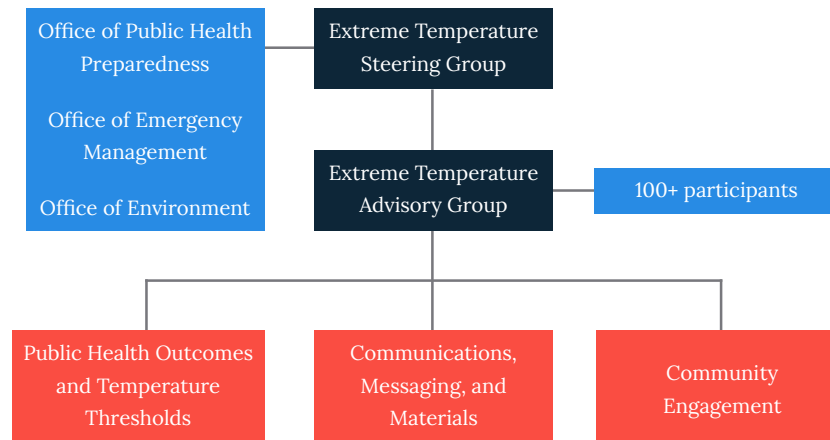 Office of Public Health
Preparedness
Office of Emergency
Management
Office of Environment
Extreme Temperature
Steering Group
Extreme Temperature
Advisory Group
100+ participants
Public Health Outcomes
and Temperature
Thresholds
Communications,
Messaging, and
Materials
Community
Engagement